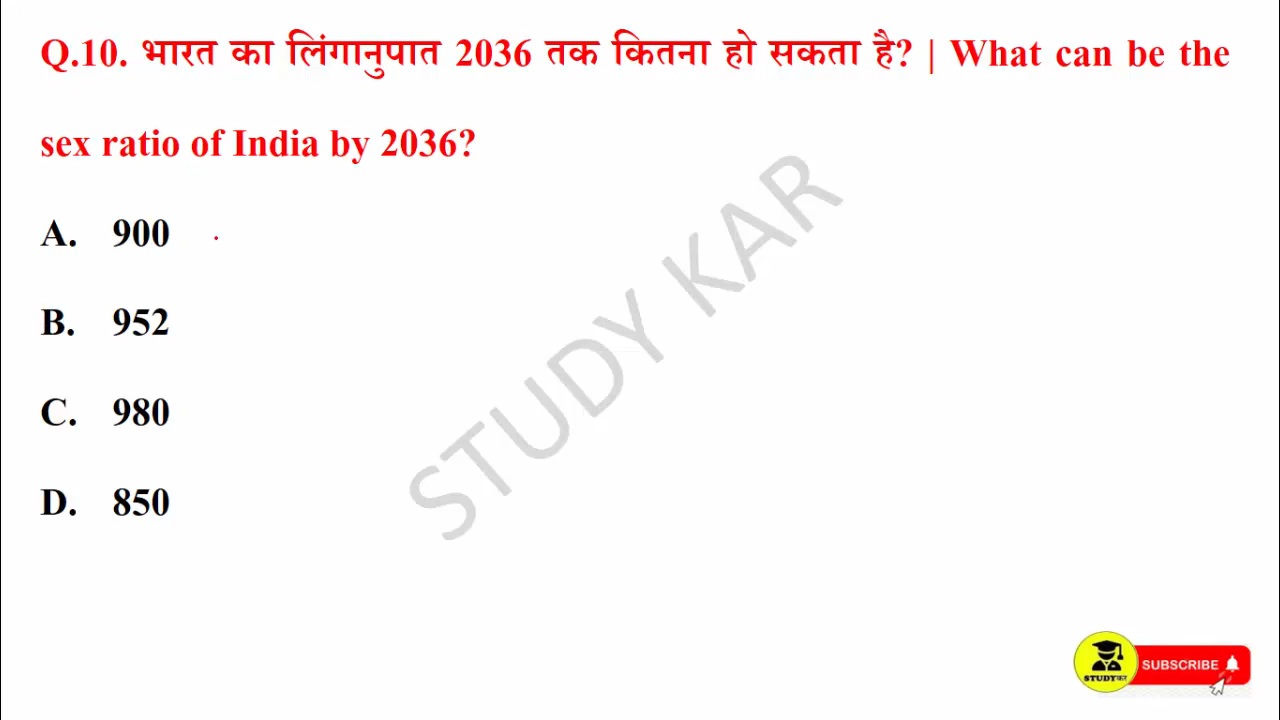 Q.10. भारत का लिंगानुपात 2036 तक कितना हो सकता है? | What can be the
sex ratio of India by 2036?
A. 900
B. 952
C. 980
D. 850
STUDY KAR
SUBSCRIBE
STUDYकर